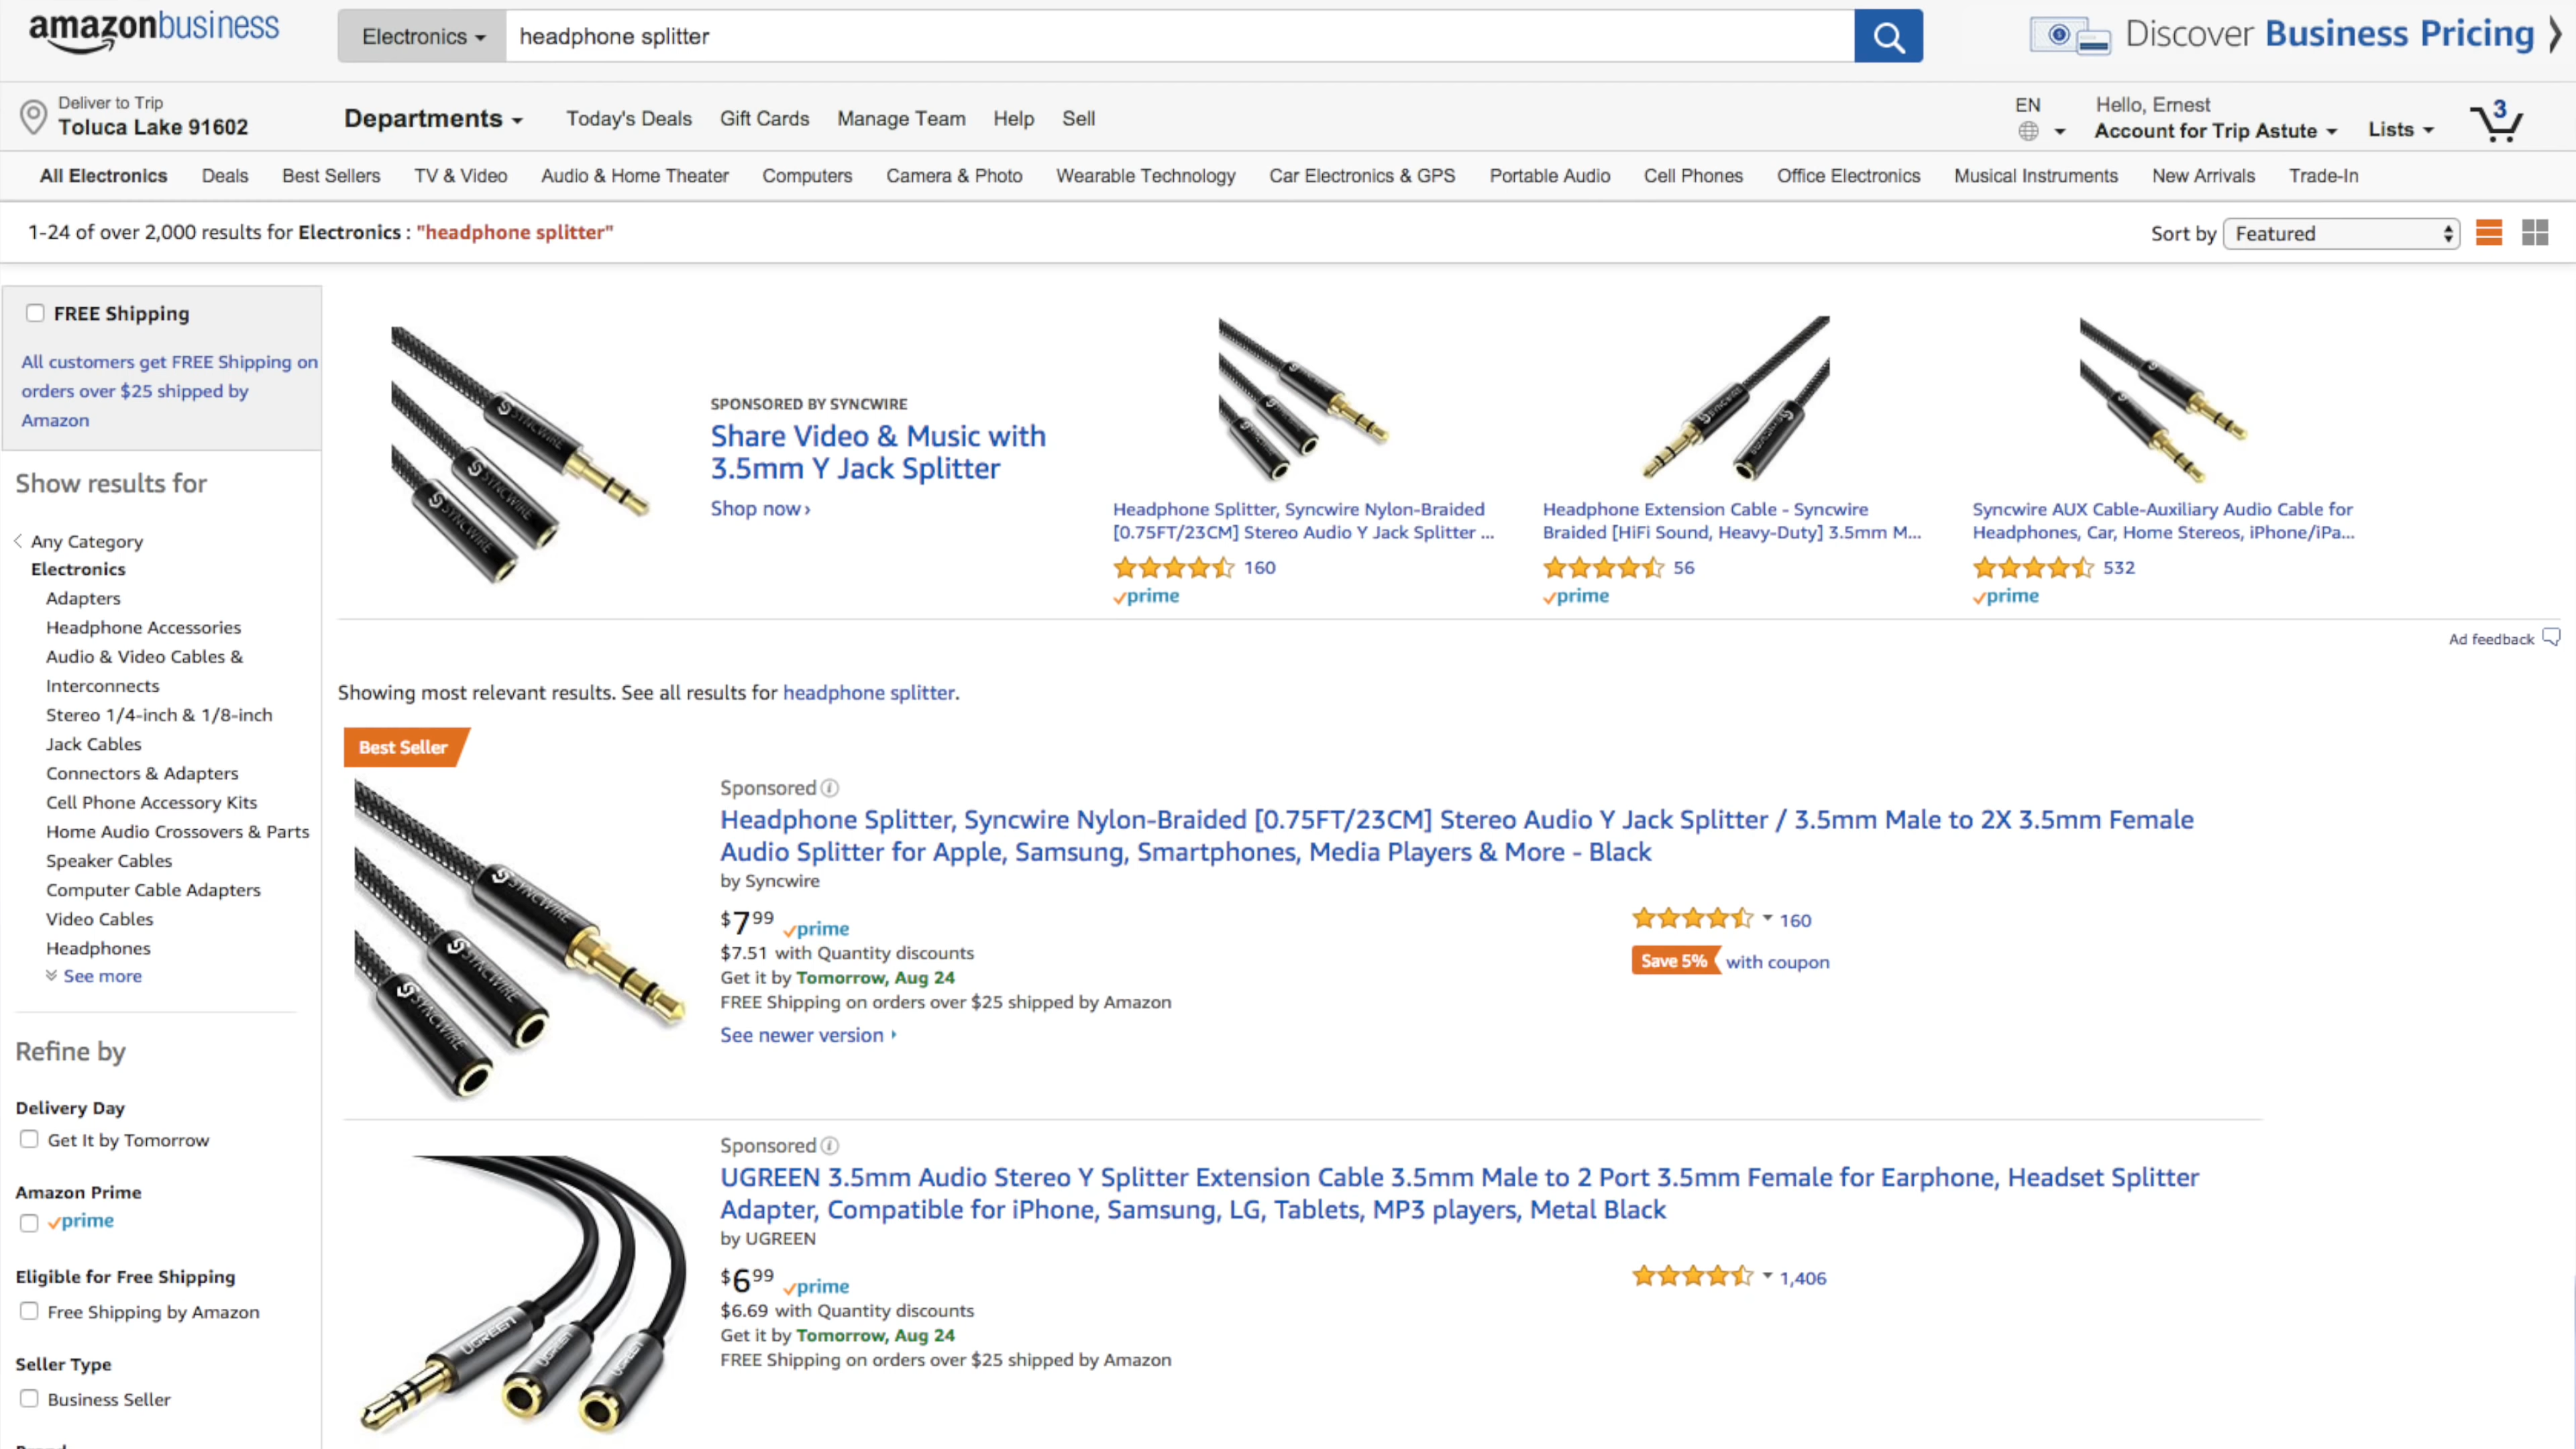 amazonbusiness
Electronics
headphone splitter
Discover Business Pricing
Deliver to Trip
Toluca Lake 91602
Departments
Today's Deals
Gift Cards
Manage Team
Help
Sell
EN
Hello, Ernest
Account for Trip Astute
Lists
3
All Electronics
Deals
Best Sellers
TV & Video
Audio & Home Theater
Computers
Camera & Photo
Wearable Technology
Car Electronics & GPS
Portable Audio
Cell Phones
Office Electronics
Musical Instruments
New Arrivals
Trade-In
1-24 of over 2,000 results for Electronics : "headphone splitter"
Sort by Featured
FREE Shipping
All customers get FREE Shipping on
orders over $25 shipped by
Amazon
Show results for
Any Category
Electronics
Adapters
Headphone Accessories
Audio & Video Cables &
Interconnects
Stereo 1/4-inch & 1/8-inch
Jack Cables
Connectors & Adapters
Cell Phone Accessory Kits
Home Audio Crossovers & Parts
Speaker Cables
Computer Cable Adapters
Video Cables
Headphones
See more
Refine by
Delivery Day
Get It by Tomorrow
Amazon Prime
prime
Eligible for Free Shipping
Free Shipping by Amazon
Seller Type
Business Seller
SYNCWIRE
SYNCWIRE
SYNCWIRE
SPONSORED BY SYNCWIRE
Share Video & Music with
3.5mm Y Jack Splitter
Shop now ›
Headphone Splitter, Syncwire Nylon-Braided
[0.75FT/23CM] Stereo Audio Y Jack Splitter ...
160
prime
Headphone Extension Cable - Syncwire
Braided [HiFi Sound, Heavy-Duty] 3.5mm M...
56
prime
Syncwire AUX Cable-Auxiliary Audio Cable for
Headphones, Car, Home Stereos, iPhone/iPa...
532
prime
Ad feedback
Showing most relevant results. See all results for headphone splitter.
Best Seller
SYNCWIRE
SYNCWIRE
SYNCWIRE
Sponsored
Headphone Splitter, Syncwire Nylon-Braided [0.75FT/23CM] Stereo Audio Y Jack Splitter / 3.5mm Male to 2X 3.5mm Female
Audio Splitter for Apple, Samsung, Smartphones, Media Players & More - Black
by Syncwire
$7 99 prime
$7.51 with Quantity discounts
Get it by Tomorrow, Aug 24
FREE Shipping on orders over $25 shipped by Amazon
See newer version
160
Save 5% with coupon
UGREEN
UGREEN
UGREEN
Sponsored
UGREEN 3.5mm Audio Stereo Y Splitter Extension Cable 3.5mm Male to 2 Port 3.5mm Female for Earphone, Headset Splitter
Adapter, Compatible for iPhone, Samsung, LG, Tablets, MP3 players, Metal Black
by UGREEN
$6 99 prime
$6.69 with Quantity discounts
Get it by Tomorrow, Aug 24
FREE Shipping on orders over $25 shipped by Amazon
1,406